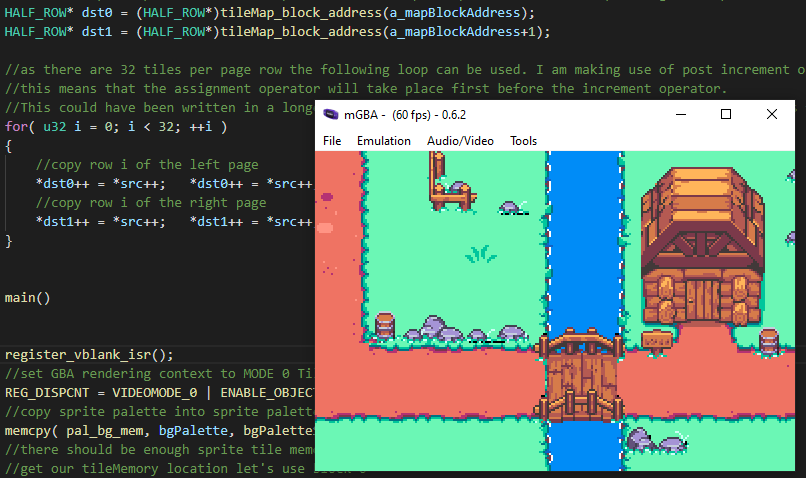 HALF_ROW* dst0 = (HALF_ROW*)tileMap_block_address(a_mapBlockAddress);
HALF_ROW* dst1 = (HALF_ROW*)tileMap_block_address(a_mapBlockAddress+1);
//as there are 32 tiles per page row the following loop can be used. I am making use of post increment o
//this means that the assignment operator will take place first before the increment operator.
//This could have been written in a long
for( u32 i = 0; i < 32; ++i )
{
//copy row i of the left page
*dst0++ = *src++; *dst0++ = *src++
//copy row i of the right page
*dst1++ = *src++; *dst1++ = *src++
}
main()
register_vblank_isr();
//set GBA rendering context to MODE 0 Ti
REG_DISPCNT = VIDEOMODE_0 | ENABLE_OBJECT
//copy sprite palette into sprite palett
memcpy( pal_bg_mem, bgPalette, bgPalette
//there should be enough sprite tile mem
//get our tileMemory location let's use
mGBA - (60 fps) - 0.6.2
File Emulation Audio/Video Tools